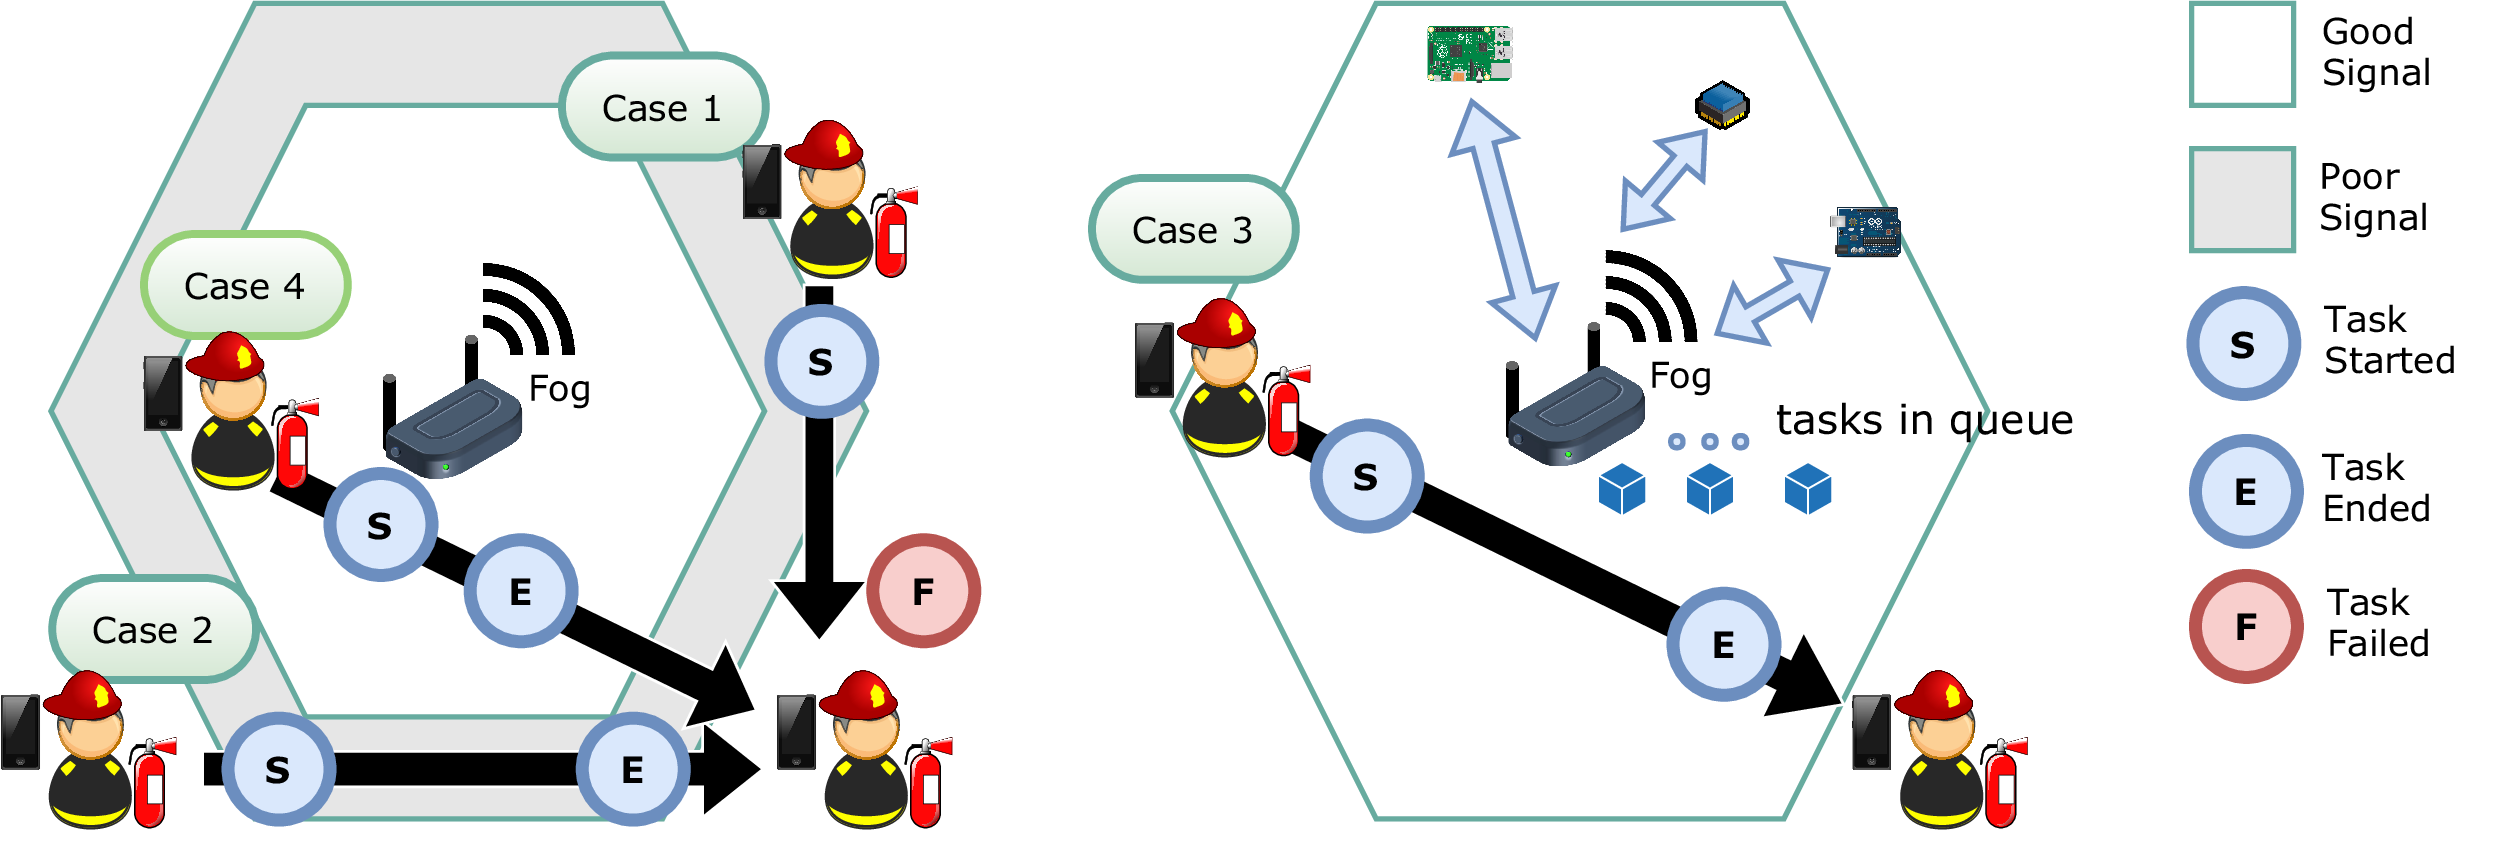 Case 1
Case 4
Fog
S
S
E
F
Case 2
S
E
Case 3
Fog
tasks in queue
S
E
Good
Signal
Poor
Signal
S
Task
Started
E
Task
Ended
F
Task
Failed